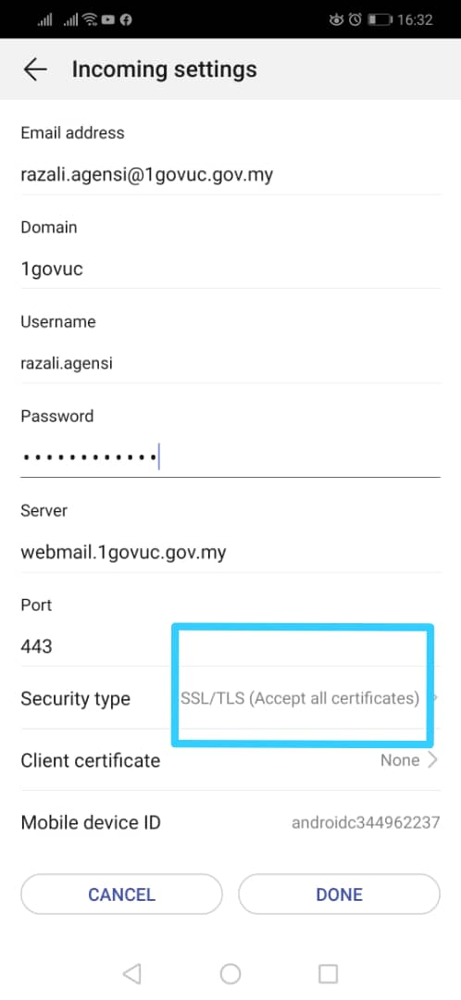 16:32
Incoming settings
Email address
razali.agensi@1govuc.gov.my
Domain
1govuc
Username
razali.agensi
Password
••••••••••••
Server
webmail.1govuc.gov.my
Port
443
Security type SSL/TLS (Accept all certificates)
Client certificate None
Mobile device ID androidc344962237
CANCEL DONE